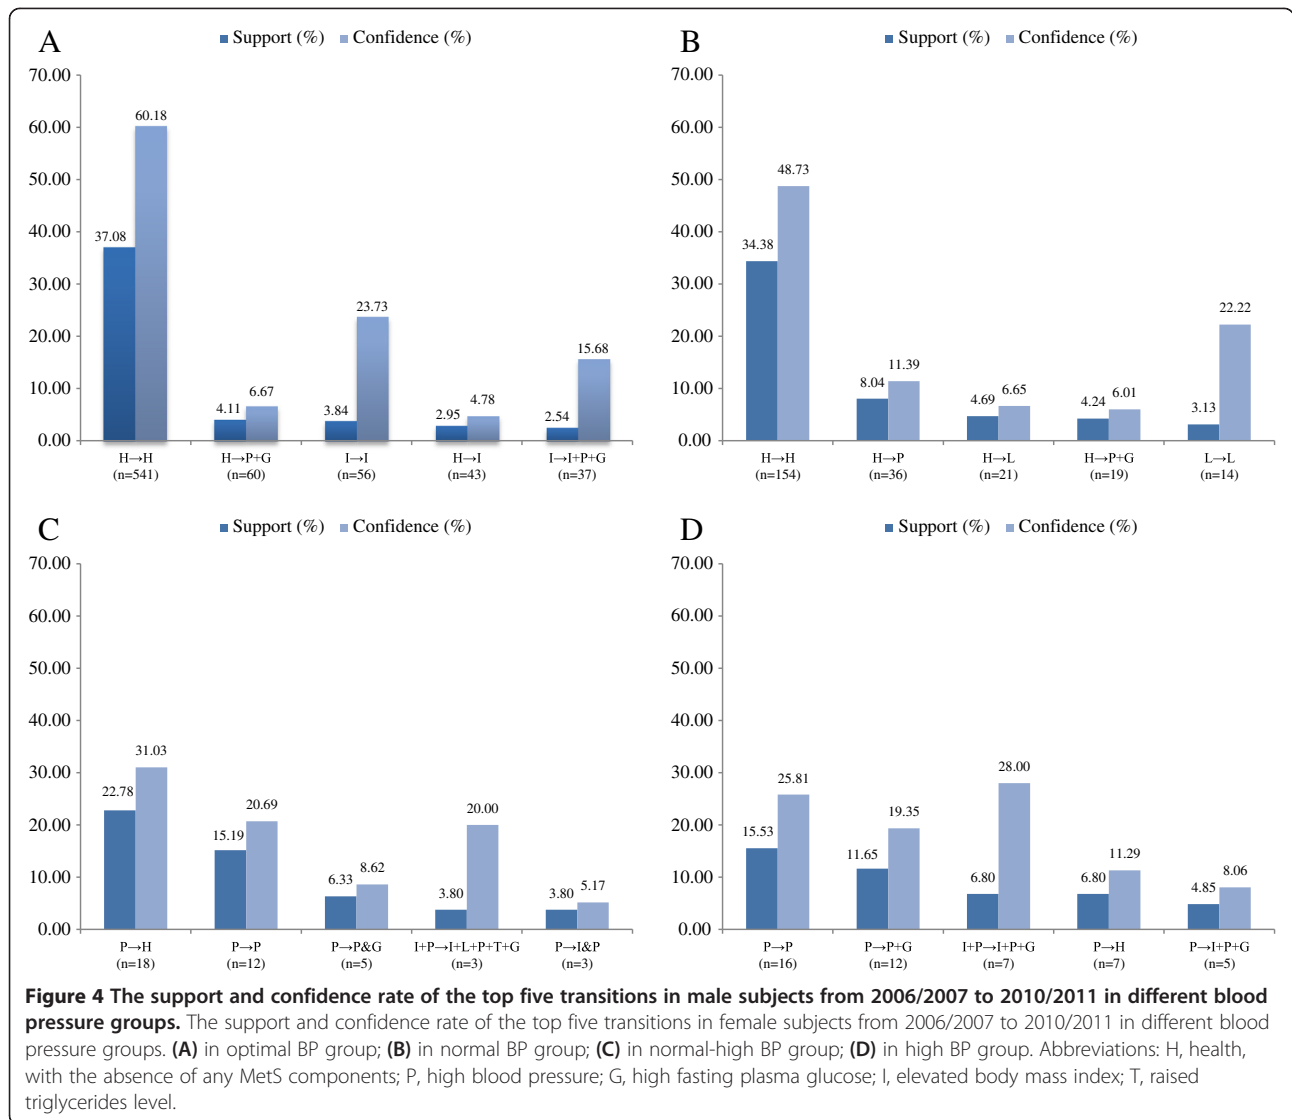 A
Support (%) Confidence (%)
70.00
60.00
50.00
40.00
30.00
20.00
10.00
0.00
37.08 60.18
4.11 6.67
3.84 23.73
2.95 4.78
2.54 15.68
H→H H→P+G I→I H→I I→I+P+G
(n=541) (n=60) (n=56) (n=43) (n=37)
B
Support (%) Confidence (%)
70.00
60.00
50.00
40.00
30.00
20.00
10.00
0.00
34.38 48.73
8.04 11.39
4.69 6.65
4.24 6.01
3.13 22.22
H→H H→P H→L H→P+G L→L
(n=154) (n=36) (n=21) (n=19) (n=14)
C
Support (%) Confidence (%)
70.00
60.00
50.00
40.00
30.00
20.00
10.00
0.00
22.78 31.03
15.19 20.69
6.33 8.62
3.80 20.00
3.80 5.17
P→H P→P P→P&G I+P→I+L+P+T+G P→I&P
(n=18) (n=12) (n=5) (n=3) (n=3)
D
Support (%) Confidence (%)
70.00
60.00
50.00
40.00
30.00
20.00
10.00
0.00
15.53 25.81
11.65 19.35
6.80 28.00
6.80 11.29
4.85 8.06
P→P P→P+G I+P→I+P+G P→H P→I+P+G
(n=16) (n=12) (n=7) (n=7) (n=5)
Figure 4 The support and confidence rate of the top five transitions in male subjects from 2006/2007 to 2010/2011 in different blood
pressure groups. The support and confidence rate of the top five transitions in female subjects from 2006/2007 to 2010/2011 in different blood
pressure groups. (A) in optimal BP group; (B) in normal BP group; (C) in normal-high BP group; (D) in high BP group. Abbreviations: H, health,
with the absence of any MetS components; P, high blood pressure; G, high fasting plasma glucose; I, elevated body mass index; T, raised
triglycerides level.